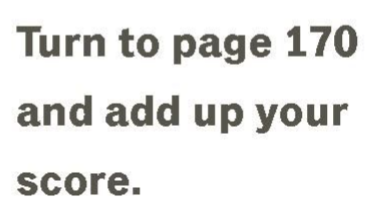 Turn to page 170
and add up your
score.